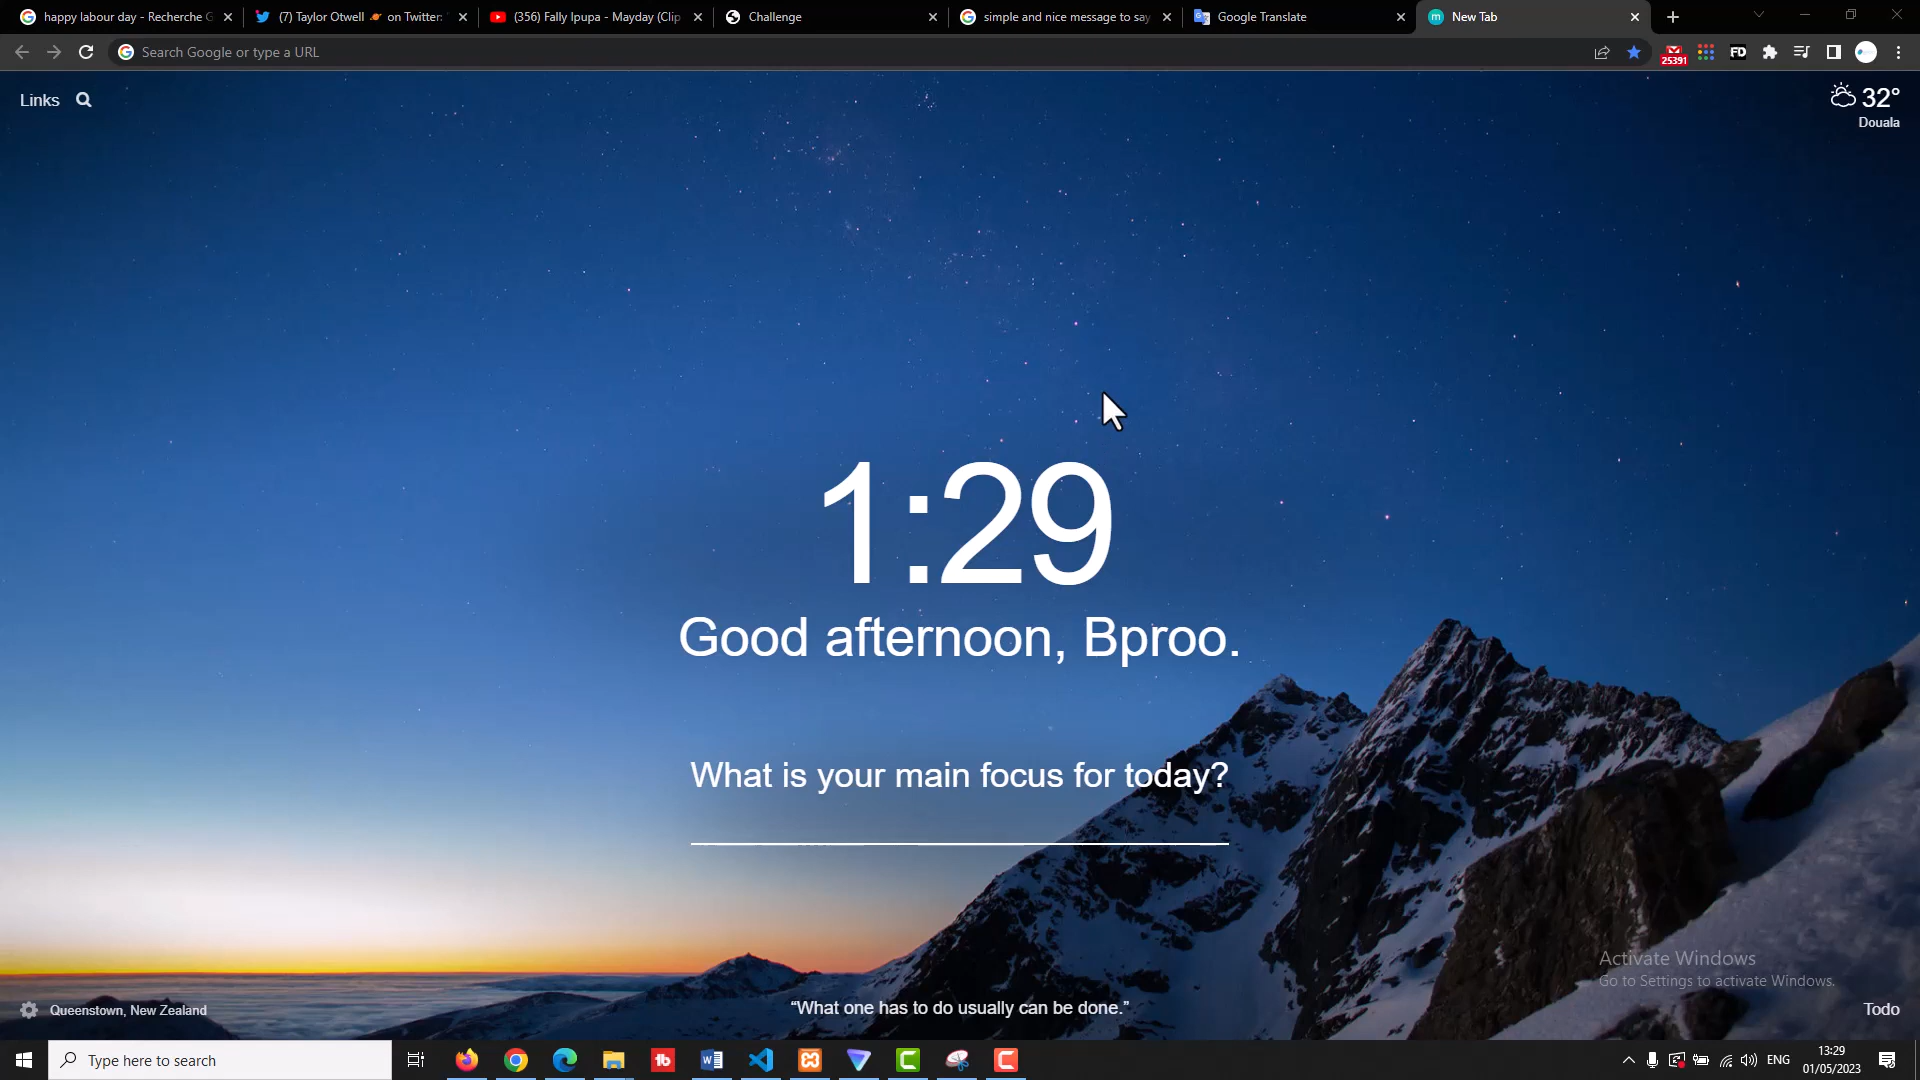 happy labour day - Recherche G
(7) Taylor Otwell 🪐 on Twitter:
(356) Fally Ipupa - Mayday (Clip
Challenge
simple and nice message to say
Google Translate
New Tab
Search Google or type a URL
25391
FD
Links
32°
Douala
1:29
Good afternoon, Bproo.
What is your main focus for today?
Activate Windows
Go to Settings to activate Windows.
Queenstown, New Zealand
“What one has to do usually can be done.”
Todo
Type here to search
ENG
13:29
01/05/2023